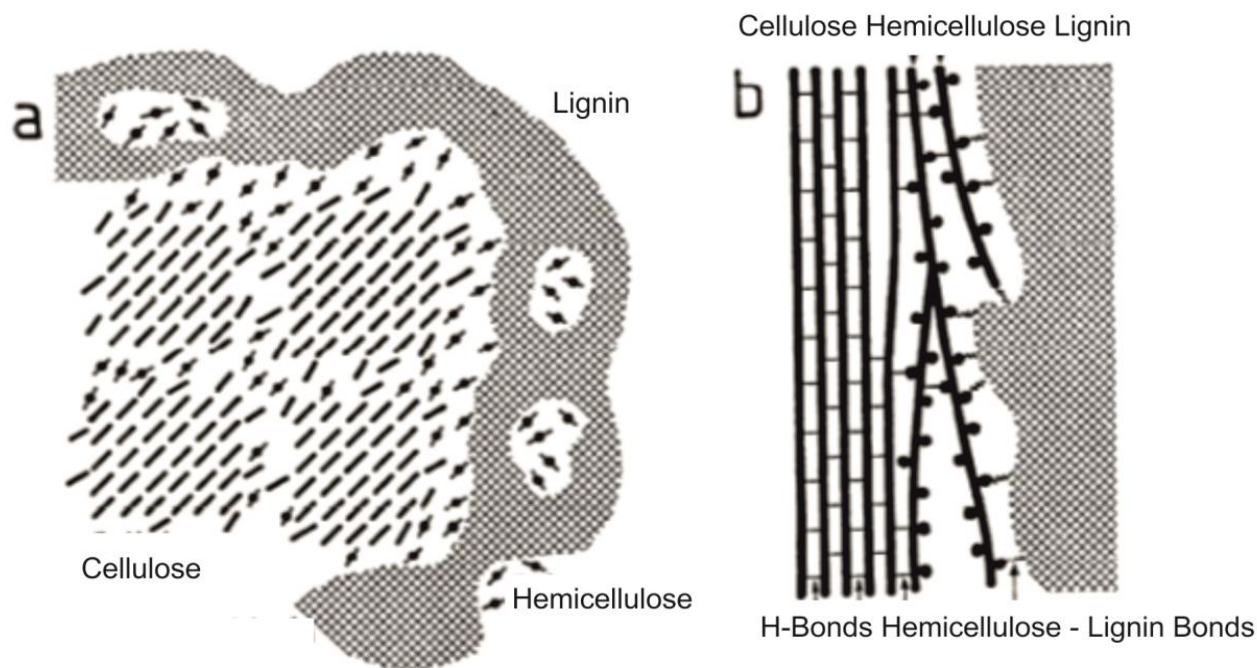 a
Lignin
Cellulose
Hemicellulose
Cellulose Hemicellulose Lignin
b
H-Bonds Hemicellulose - Lignin Bonds